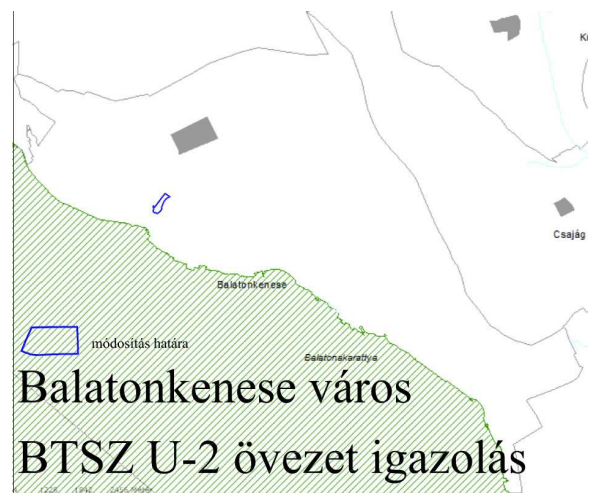 Csajág
Balatonkenese
módosítás határa
Balatonakarattya
Balatonkenese város
BTSZ U-2 övezet igazolás